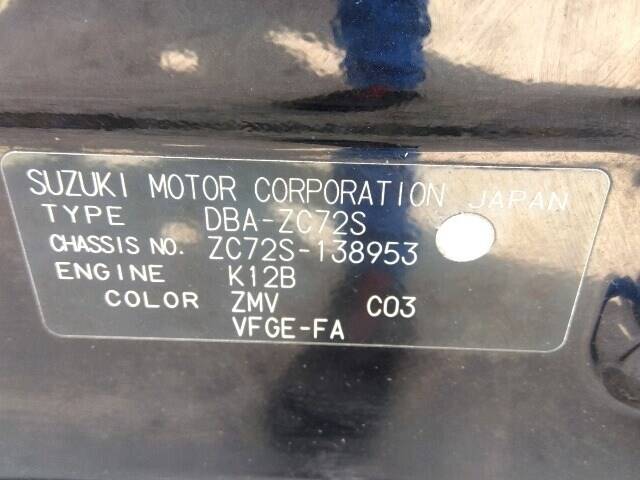 SUZUKI MOTOR CORPORATION JAPAN
TYPE DBA-ZC72S
CHASSIS NO. ZC72S-138953
ENGINE K12B
COLOR ZMV C03
VFGE-FA